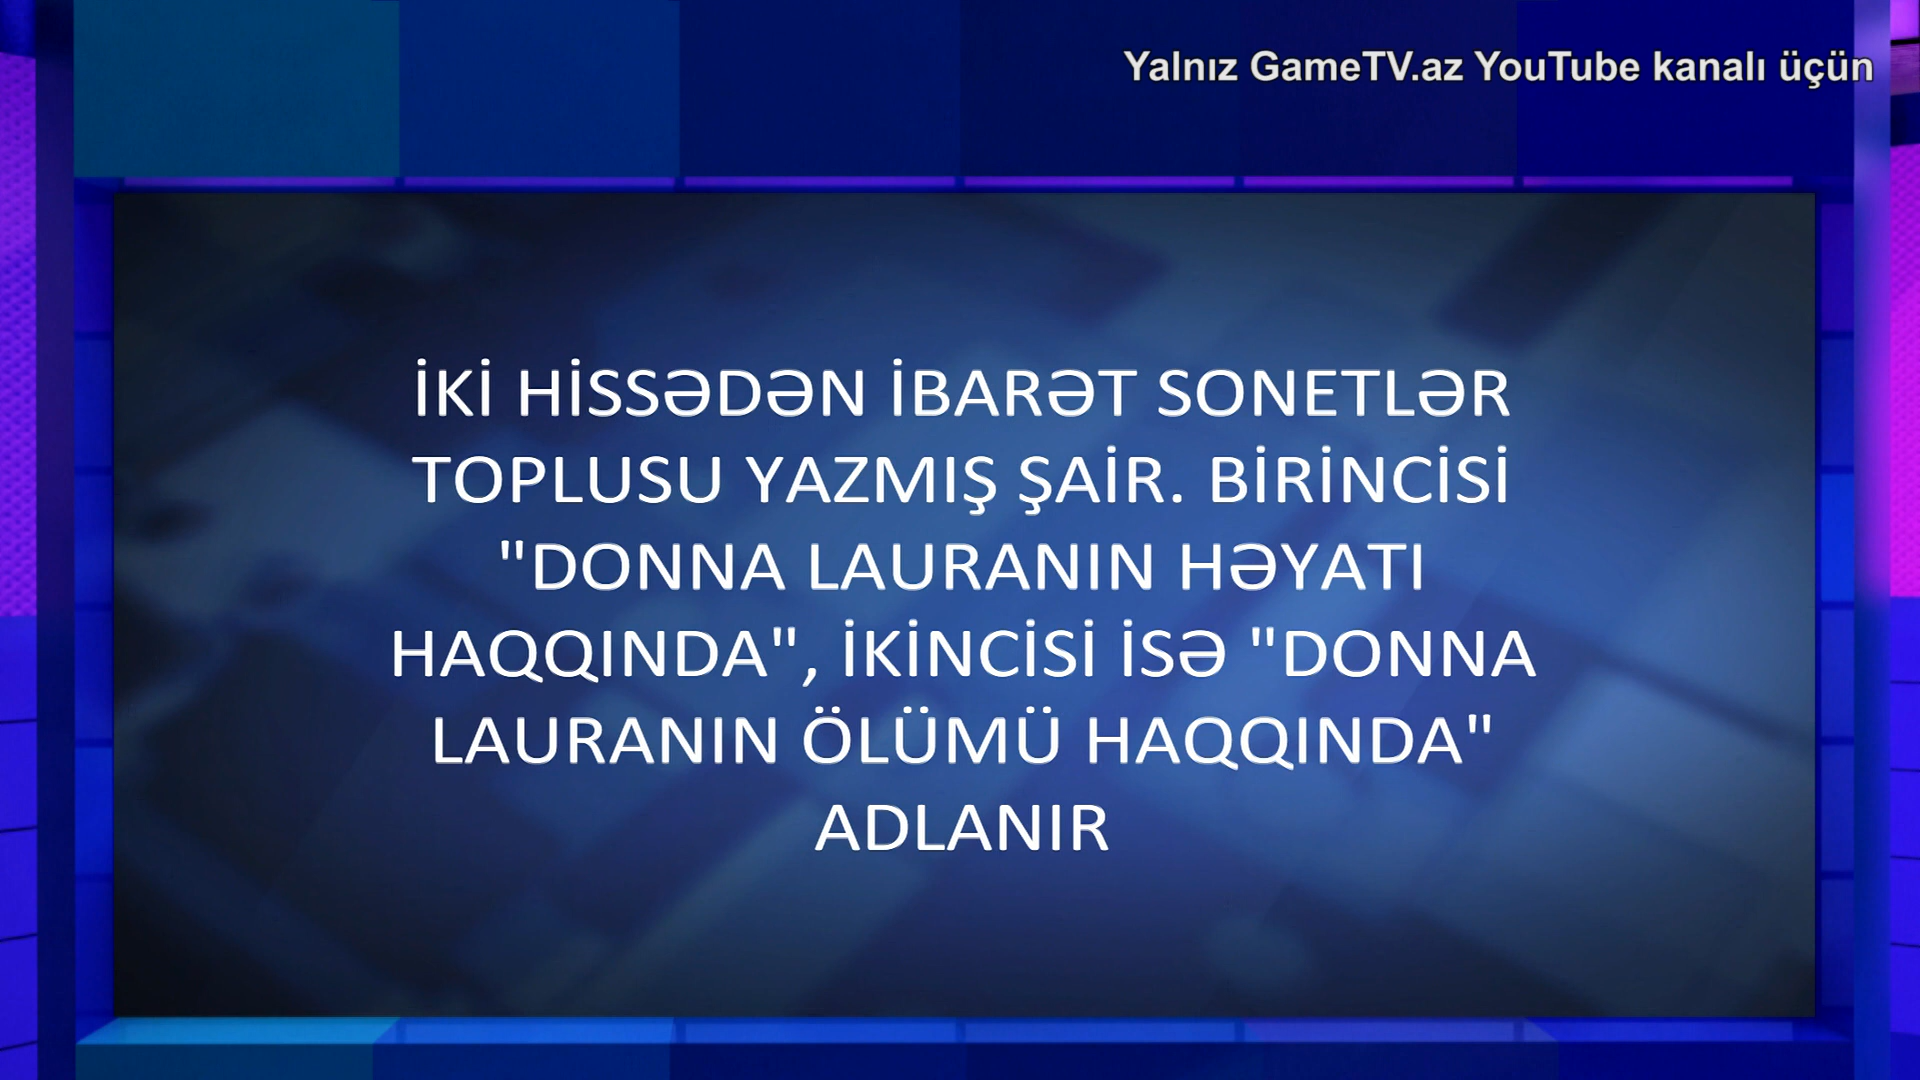 Yalnız GameTV.az YouTube kanalı üçün
İKİ HİSSƏDƏN İBARƏT SONETLƏR
TOPLUSU YAZMIŞ ŞAİR. BİRİNCİSİ
"DONNA LAURANIN HƏYATI
HAQQINDA", İKİNCİSİ İSƏ "DONNA
LAURANIN ÖLÜMÜ HAQQINDA"
ADLANIR